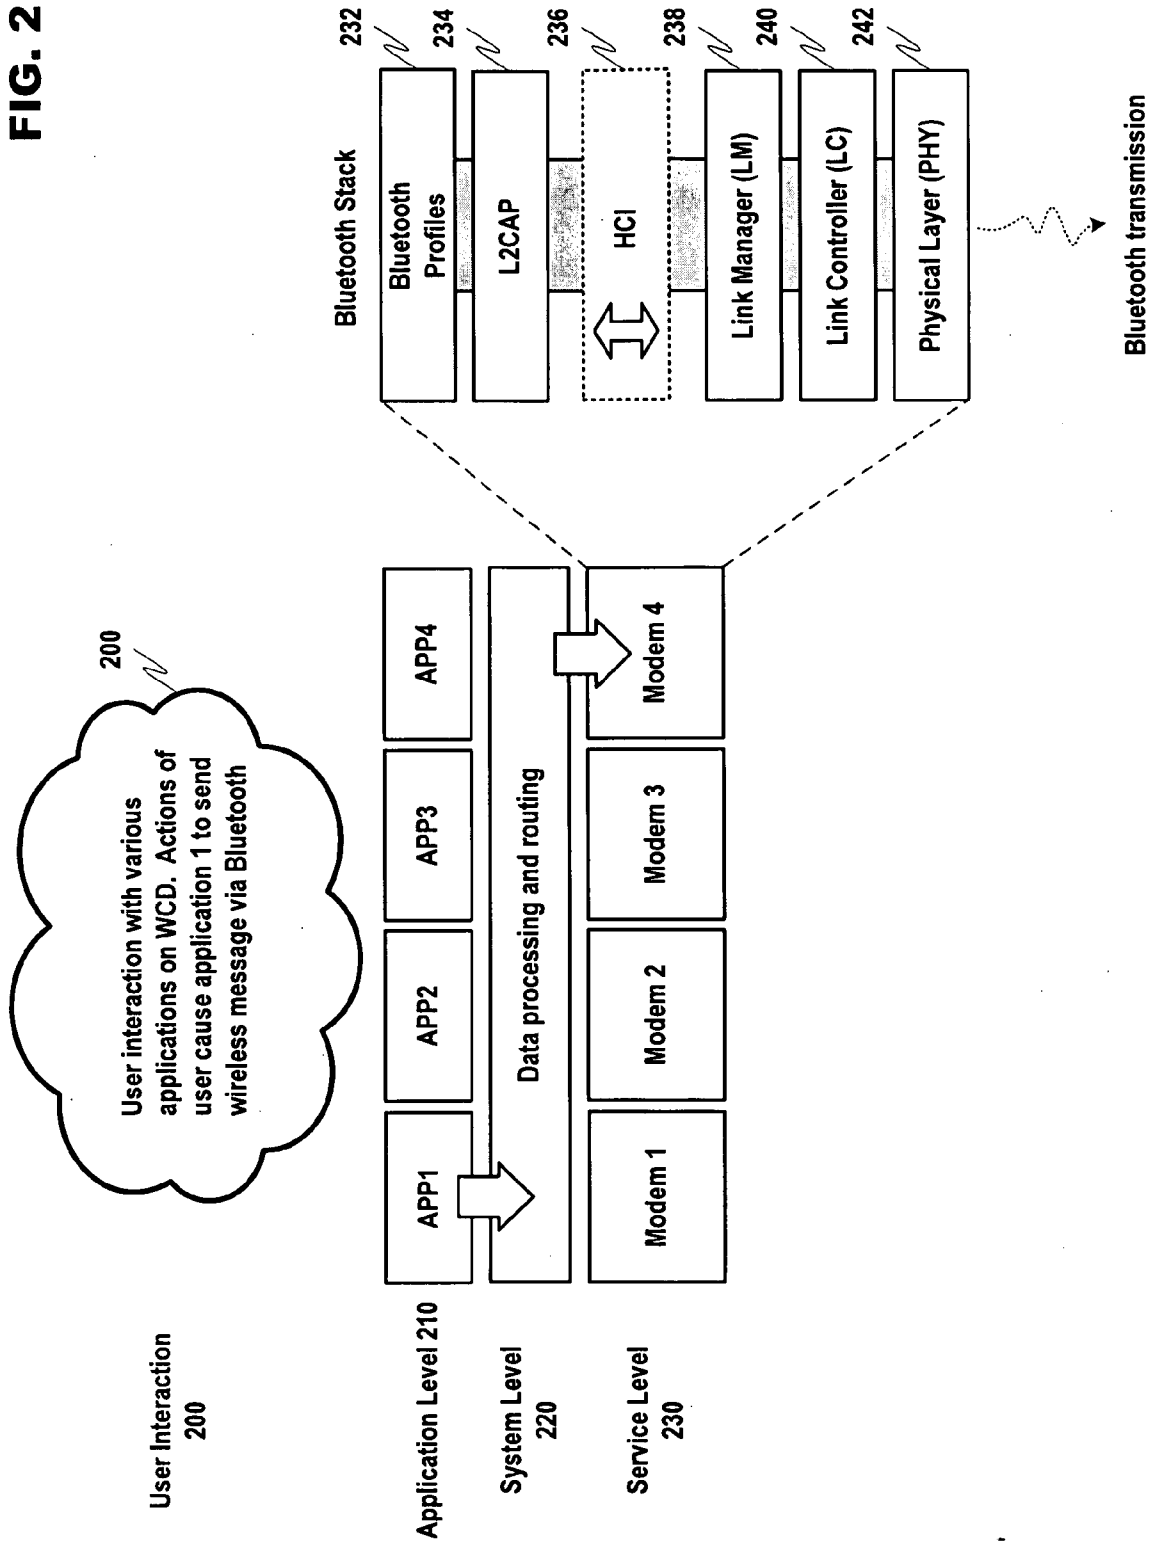 FIG. 2
User Interaction
200
User interaction with various
applications on WCD. Actions of
user cause application 1 to send
wireless message via Bluetooth
200
Application Level 210
APP1
APP2
APP3
APP4
System Level
220
Data processing and routing
Service Level
230
Modem 1
Modem 2
Modem 3
Modem 4
Bluetooth Stack
Bluetooth
Profiles
232
L2CAP
234
HCI
236
Link Manager (LM)
238
Link Controller (LC)
240
Physical Layer (PHY)
242
Bluetooth transmission